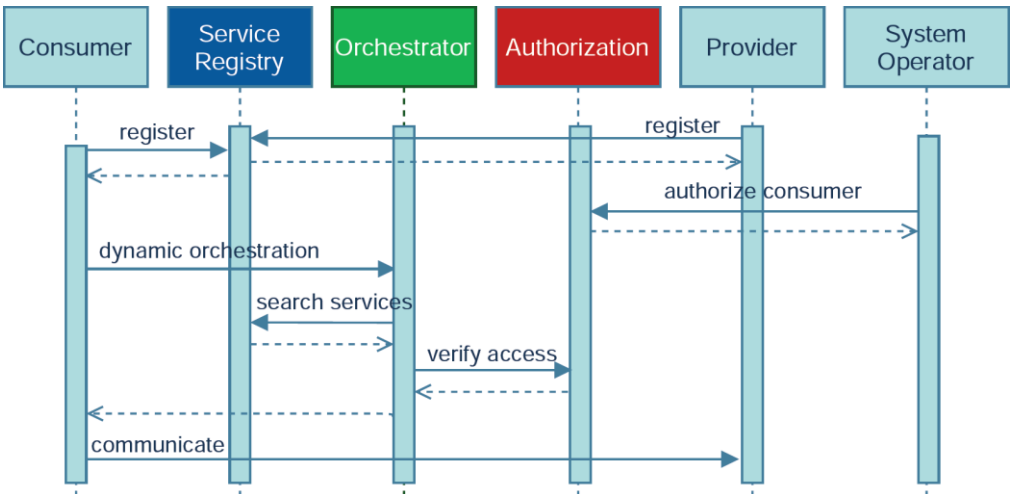 Consumer
Service
Registry
Orchestrator
Authorization
Provider
System
Operator
register
register
authorize consumer
dynamic orchestration
search services
verify access
communicate